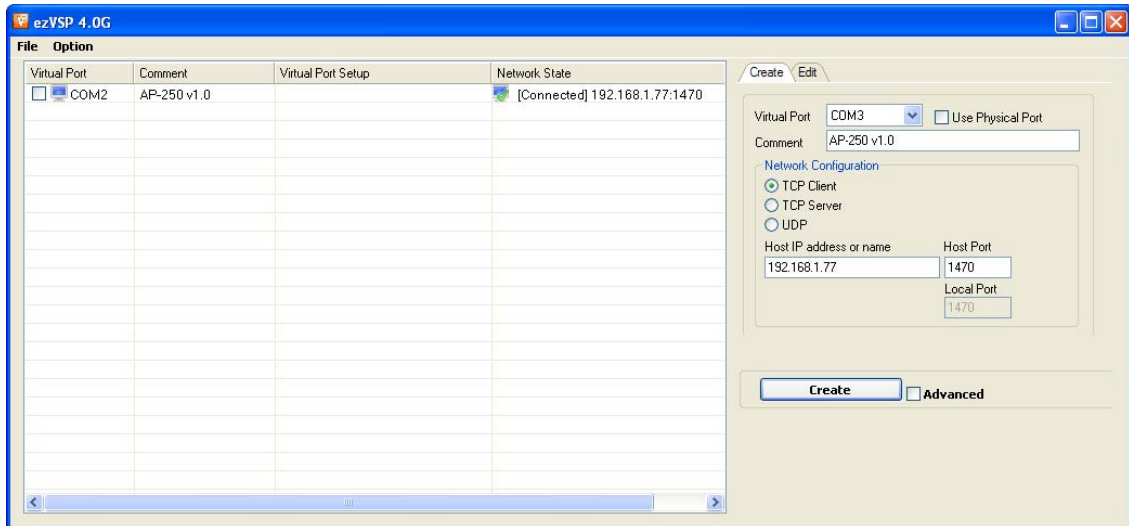 ezVSP 4.0G
File Option
Virtual Port Comment Virtual Port Setup Network State
COM2 AP-250 v1.0 [Connected] 192.168.1.77:1470
Create Edit
Virtual Port COM3 Use Physical Port
Comment AP-250 v1.0
Network Configuration
TCP Client
TCP Server
UDP
Host IP address or name Host Port
192.168.1.77 1470
Local Port
1470
Create Advanced